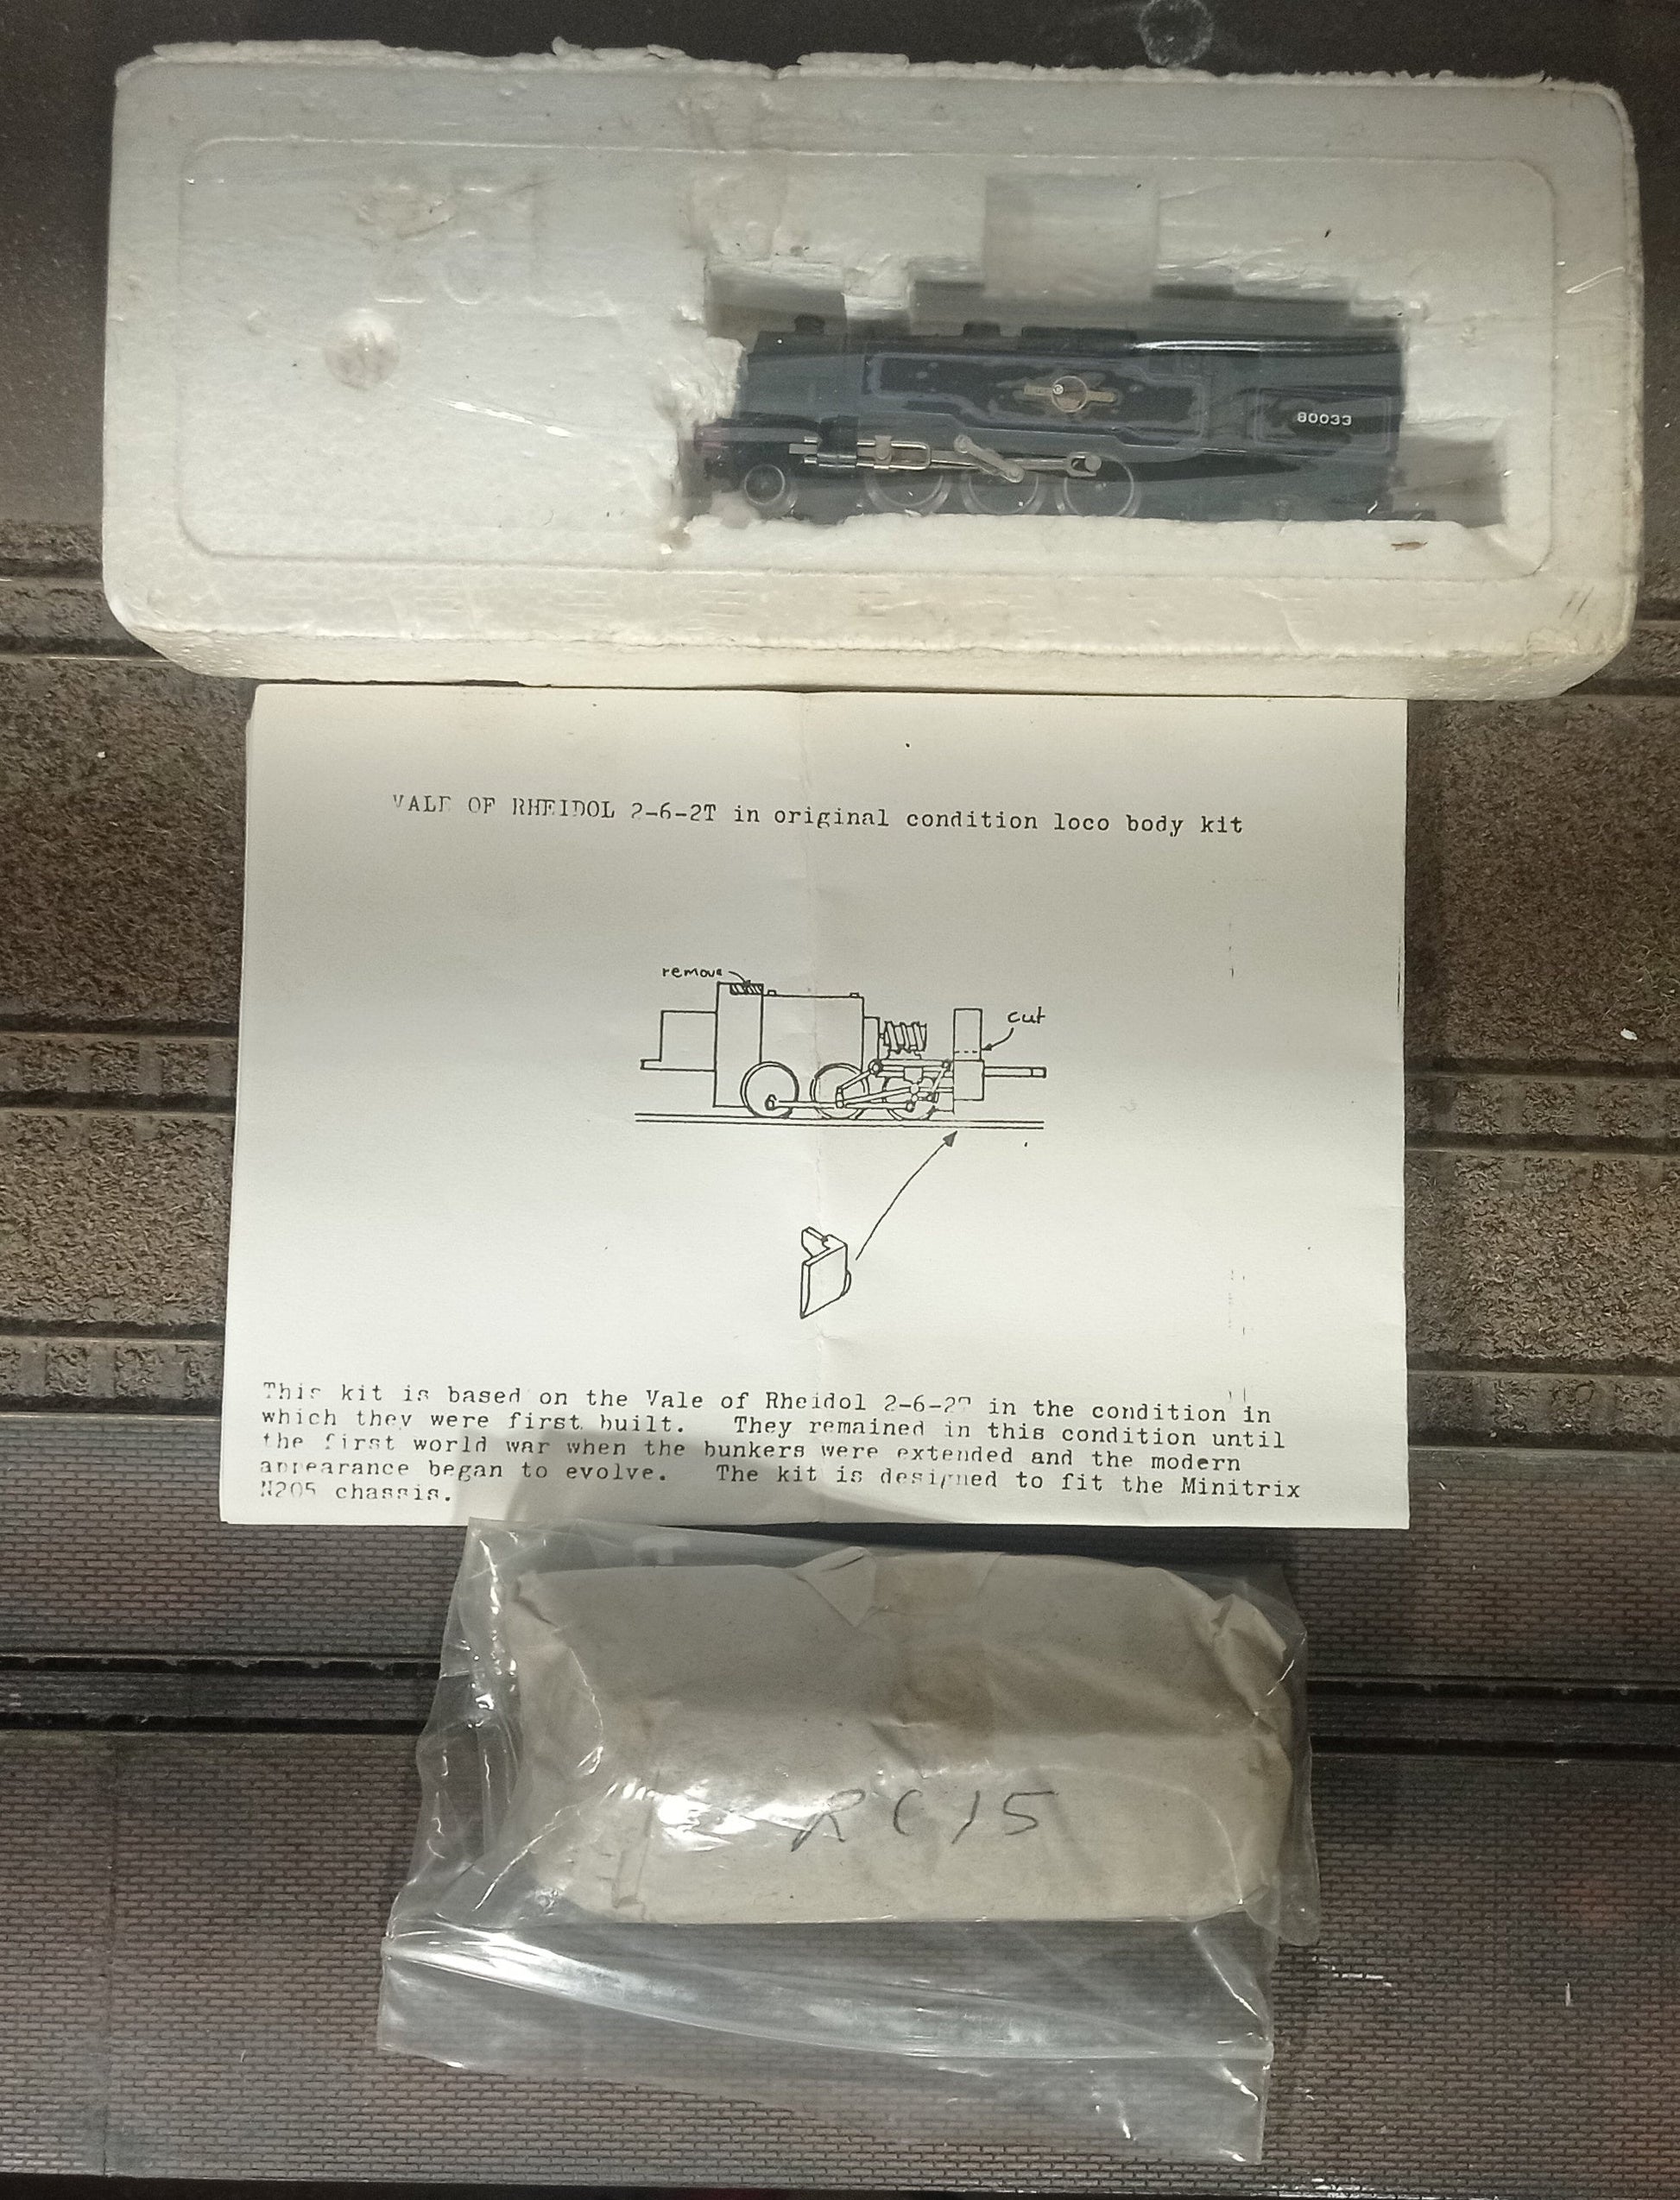 80033
VALE OF RHEIDOL 2-6-2T in original condition loco body kit
remove
cut
This kit is based on the Vale of Rheidol 2-6-2T in the condition in
which they were first built. They remained in this condition until
the first world war when the bunkers were extended and the modern
appearance began to evolve. The kit is designed to fit the Minitrix
N205 chassis.
RC15